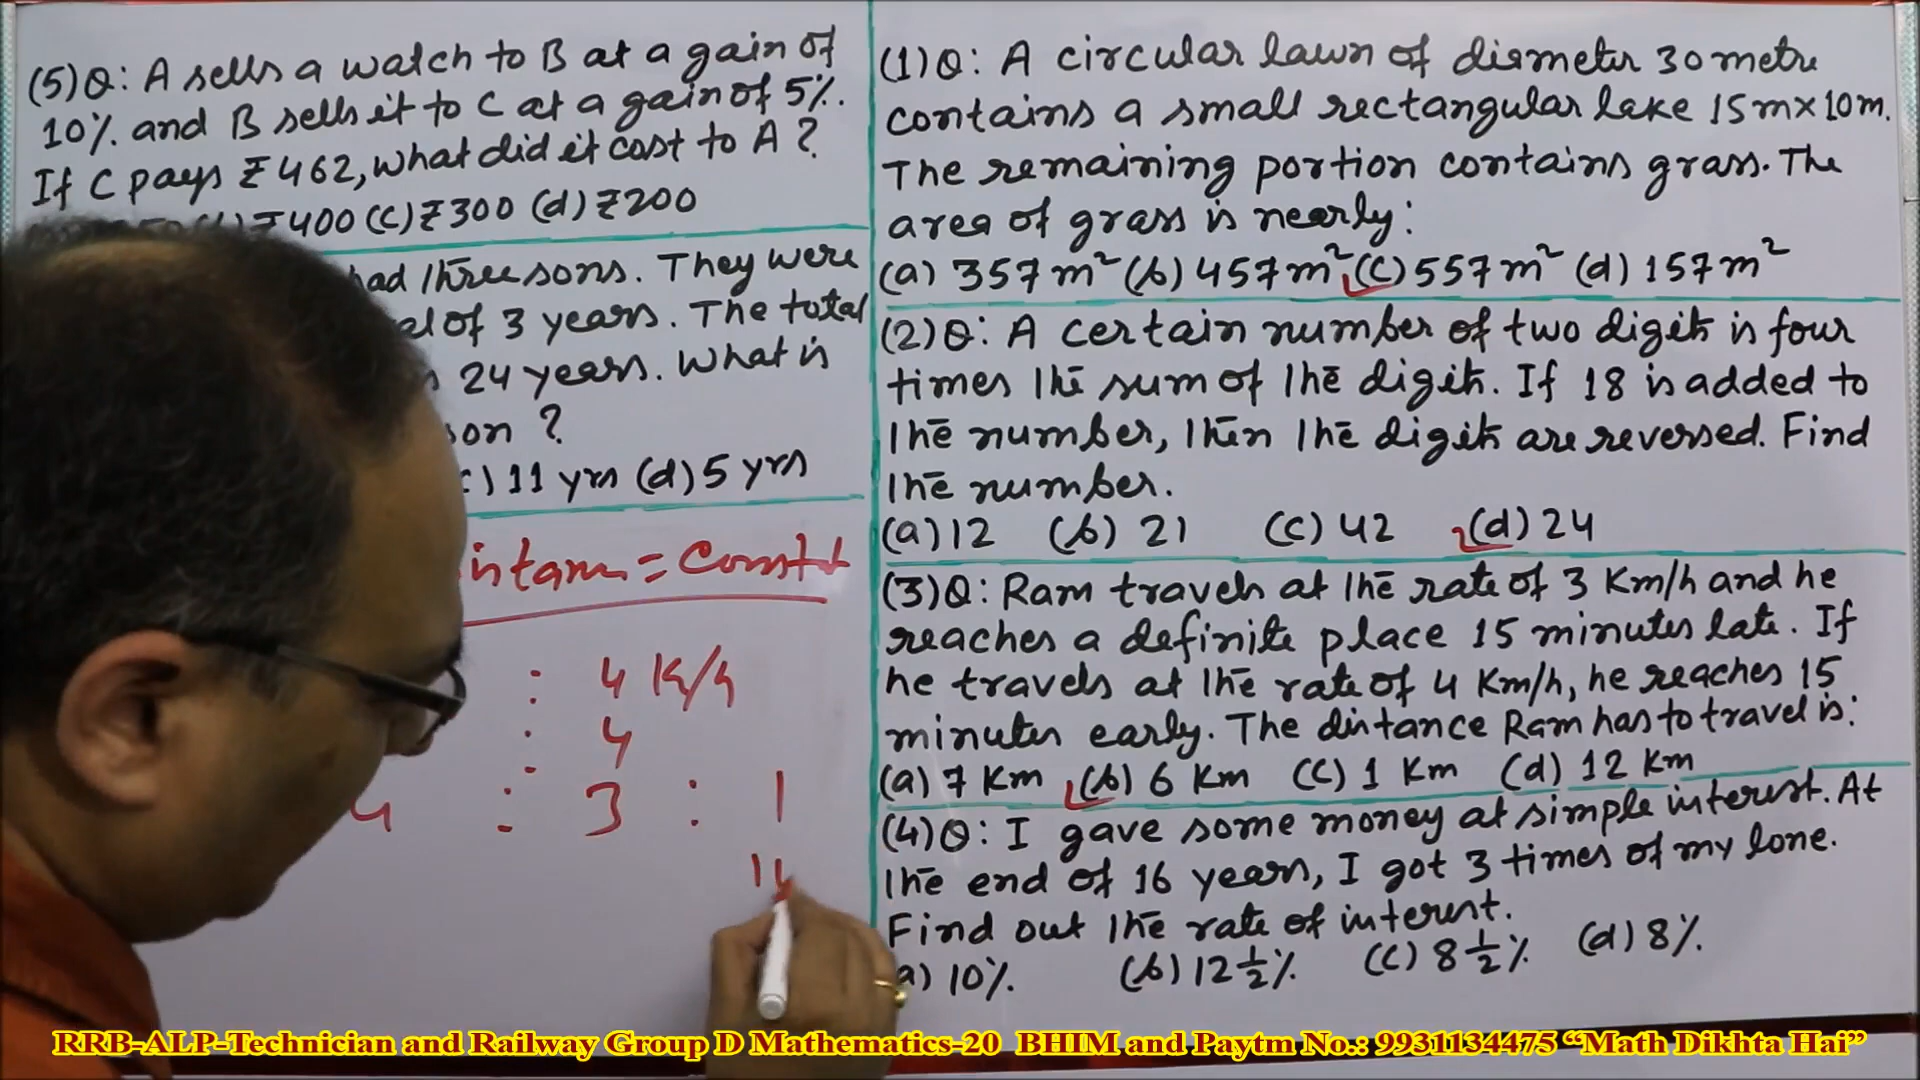 (5) Q: A sells a watch to B at a gain of
10% and B sells it to C at a gain of 5%.
If C pays ₹462, what did it cost to A ?
₹400 (c) ₹300 (d) ₹200
had three sons. They were
of 3 years. The total
24 years. What is
son ?
(c) 11 yrs (d) 5 yrs
= Constt
: 4 K/h
: 4
4 : 3 : 1
(1) Q: A circular lawn of diameter 30 metre
contains a small rectangular lake 15m×10m.
The remaining portion contains grass. The
area of grass is nearly:
(a) 357 m² (b) 457 m² (c) 557 m² (d) 157 m²
(2) Q: A certain number of two digits is four
times the sum of the digits. If 18 is added to
the number, then the digits are reversed. Find
the number.
(a) 12 (b) 21 (c) 42 (d) 24
(3) Q: Ram travels at the rate of 3 Km/h and he
reaches a definite place 15 minutes late. If
he travels at the rate of 4 Km/h, he reaches 15
minutes early. The distance Ram has to travel is:
(a) 7 Km (b) 6 Km (c) 1 Km (d) 12 Km
(4) Q: I gave some money at simple interest. At
the end of 16 years, I got 3 times of my lone.
Find out the rate of interest.
a) 10% (b) 12 1/2% (c) 8 1/2% (d) 8%
RRB-ALP-Technician and Railway Group D Mathematics-20 BHIM and Paytm No.: 9931134475 “Math Dikhta Hai”